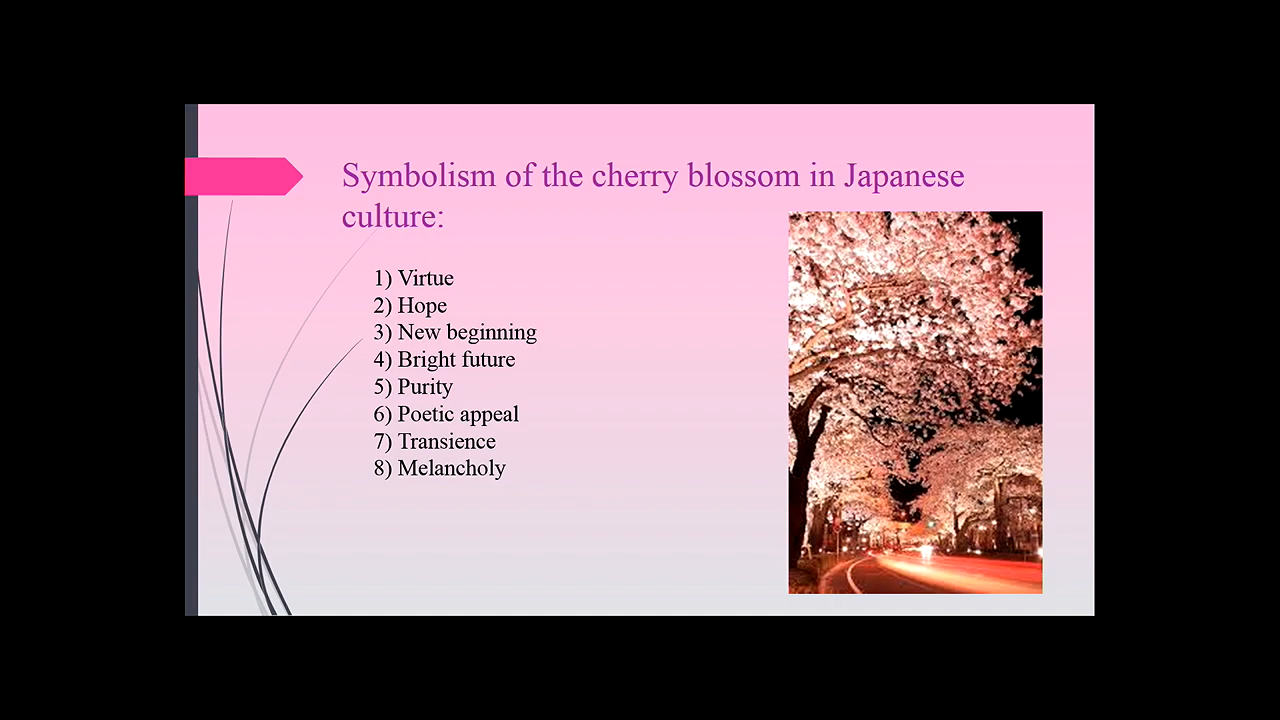 Symbolism of the cherry blossom in Japanese
culture:
1) Virtue
2) Hope
3) New beginning
4) Bright future
5) Purity
6) Poetic appeal
7) Transience
8) Melancholy